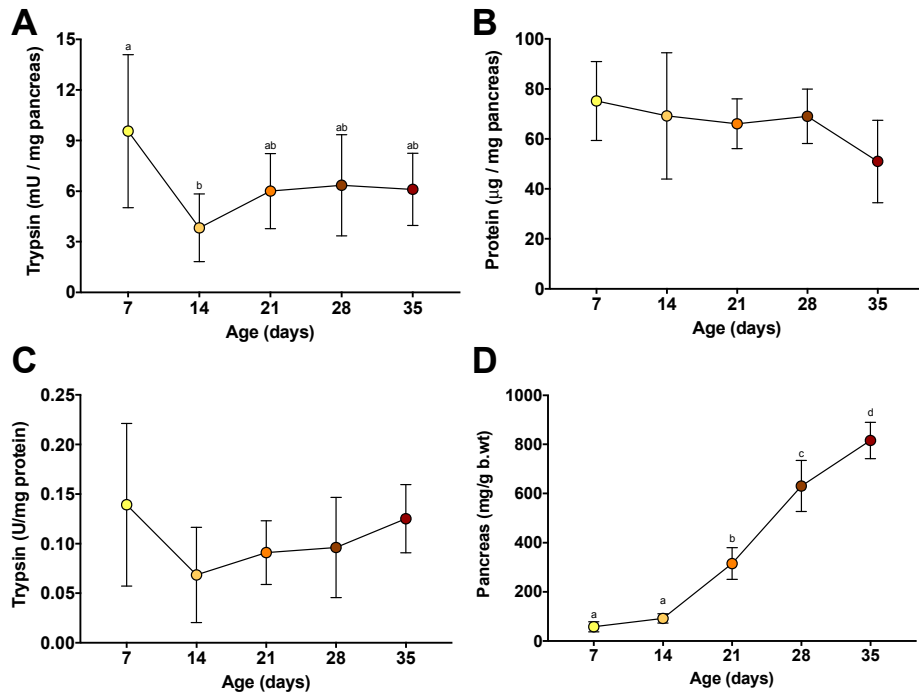 A
Trypsin (mU / mg pancreas)
15
12
9
6
3
0
a
b
ab
ab
ab
7 14 21 28 35
Age (days)
B
Protein (µg / mg pancreas)
100
80
60
40
20
0
7 14 21 28 35
Age (days)
C
Trypsin (U/mg protein)
0.25
0.20
0.15
0.10
0.05
0.00
7 14 21 28 35
Age (days)
D
Pancreas (mg/g b.wt)
1000
800
600
400
200
0
a
a
b
c
d
7 14 21 28 35
Age (days)